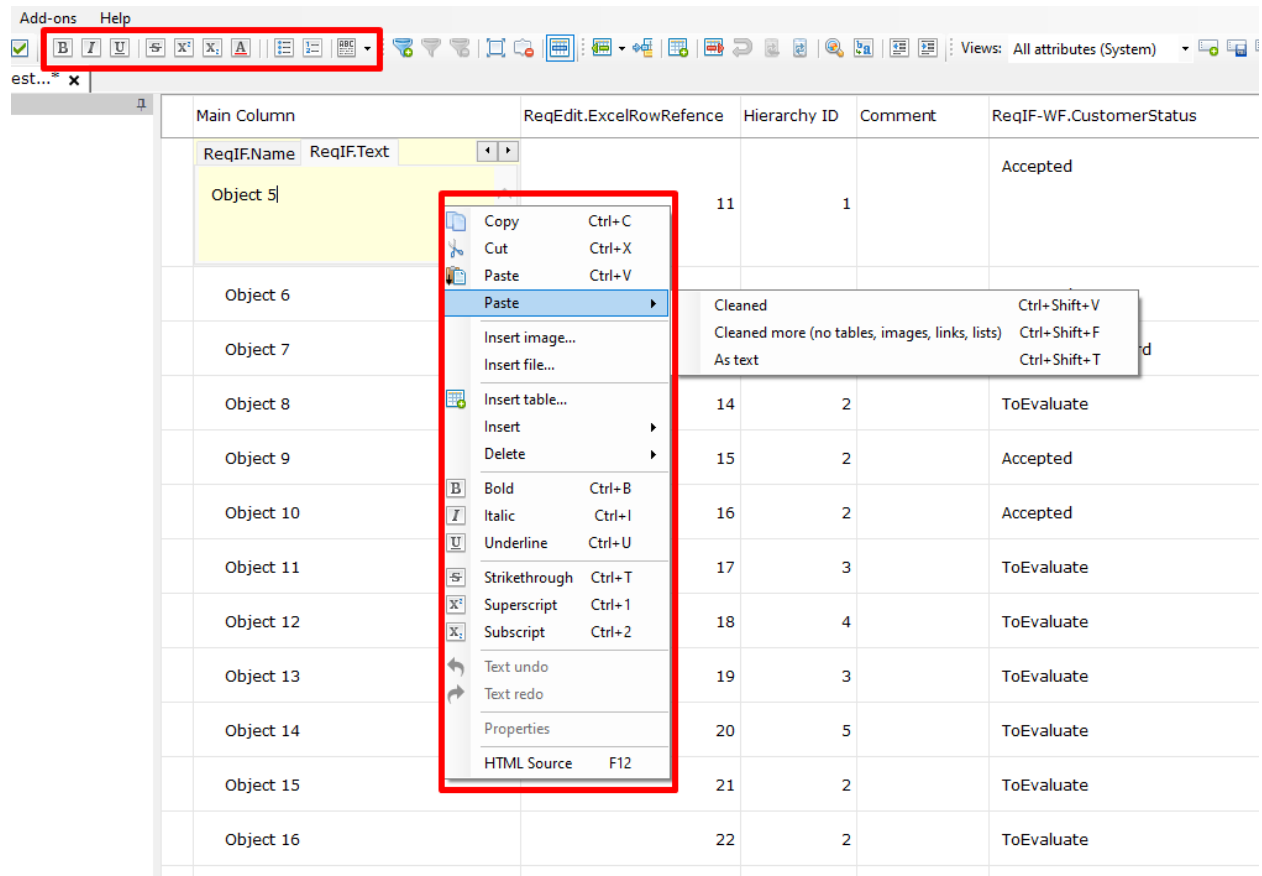 Add-ons Help
B I U S X² X₂ A ABC Views: All attributes (System)
est...* x
Main Column ReqEdit.ExcelRowRefence Hierarchy ID Comment ReqIF-WF.CustomerStatus
ReqIF.Name ReqIF.Text
Accepted
Object 5 11 1
Copy Ctrl+C
Cut Ctrl+X
Paste Ctrl+V
Paste
Cleaned Ctrl+Shift+V
Cleaned more (no tables, images, links, lists) Ctrl+Shift+F
As text Ctrl+Shift+T
Insert image...
Insert file...
Insert table...
Insert
Delete
B Bold Ctrl+B
I Italic Ctrl+I
U Underline Ctrl+U
S Strikethrough Ctrl+T
X² Superscript Ctrl+1
X₂ Subscript Ctrl+2
Text undo
Text redo
Properties
HTML Source F12
Object 6
Object 7
Object 8 14 2 ToEvaluate
Object 9 15 2 Accepted
Object 10 16 2 Accepted
Object 11 17 3 ToEvaluate
Object 12 18 4 ToEvaluate
Object 13 19 3 ToEvaluate
Object 14 20 5 ToEvaluate
Object 15 21 2 ToEvaluate
Object 16 22 2 ToEvaluate